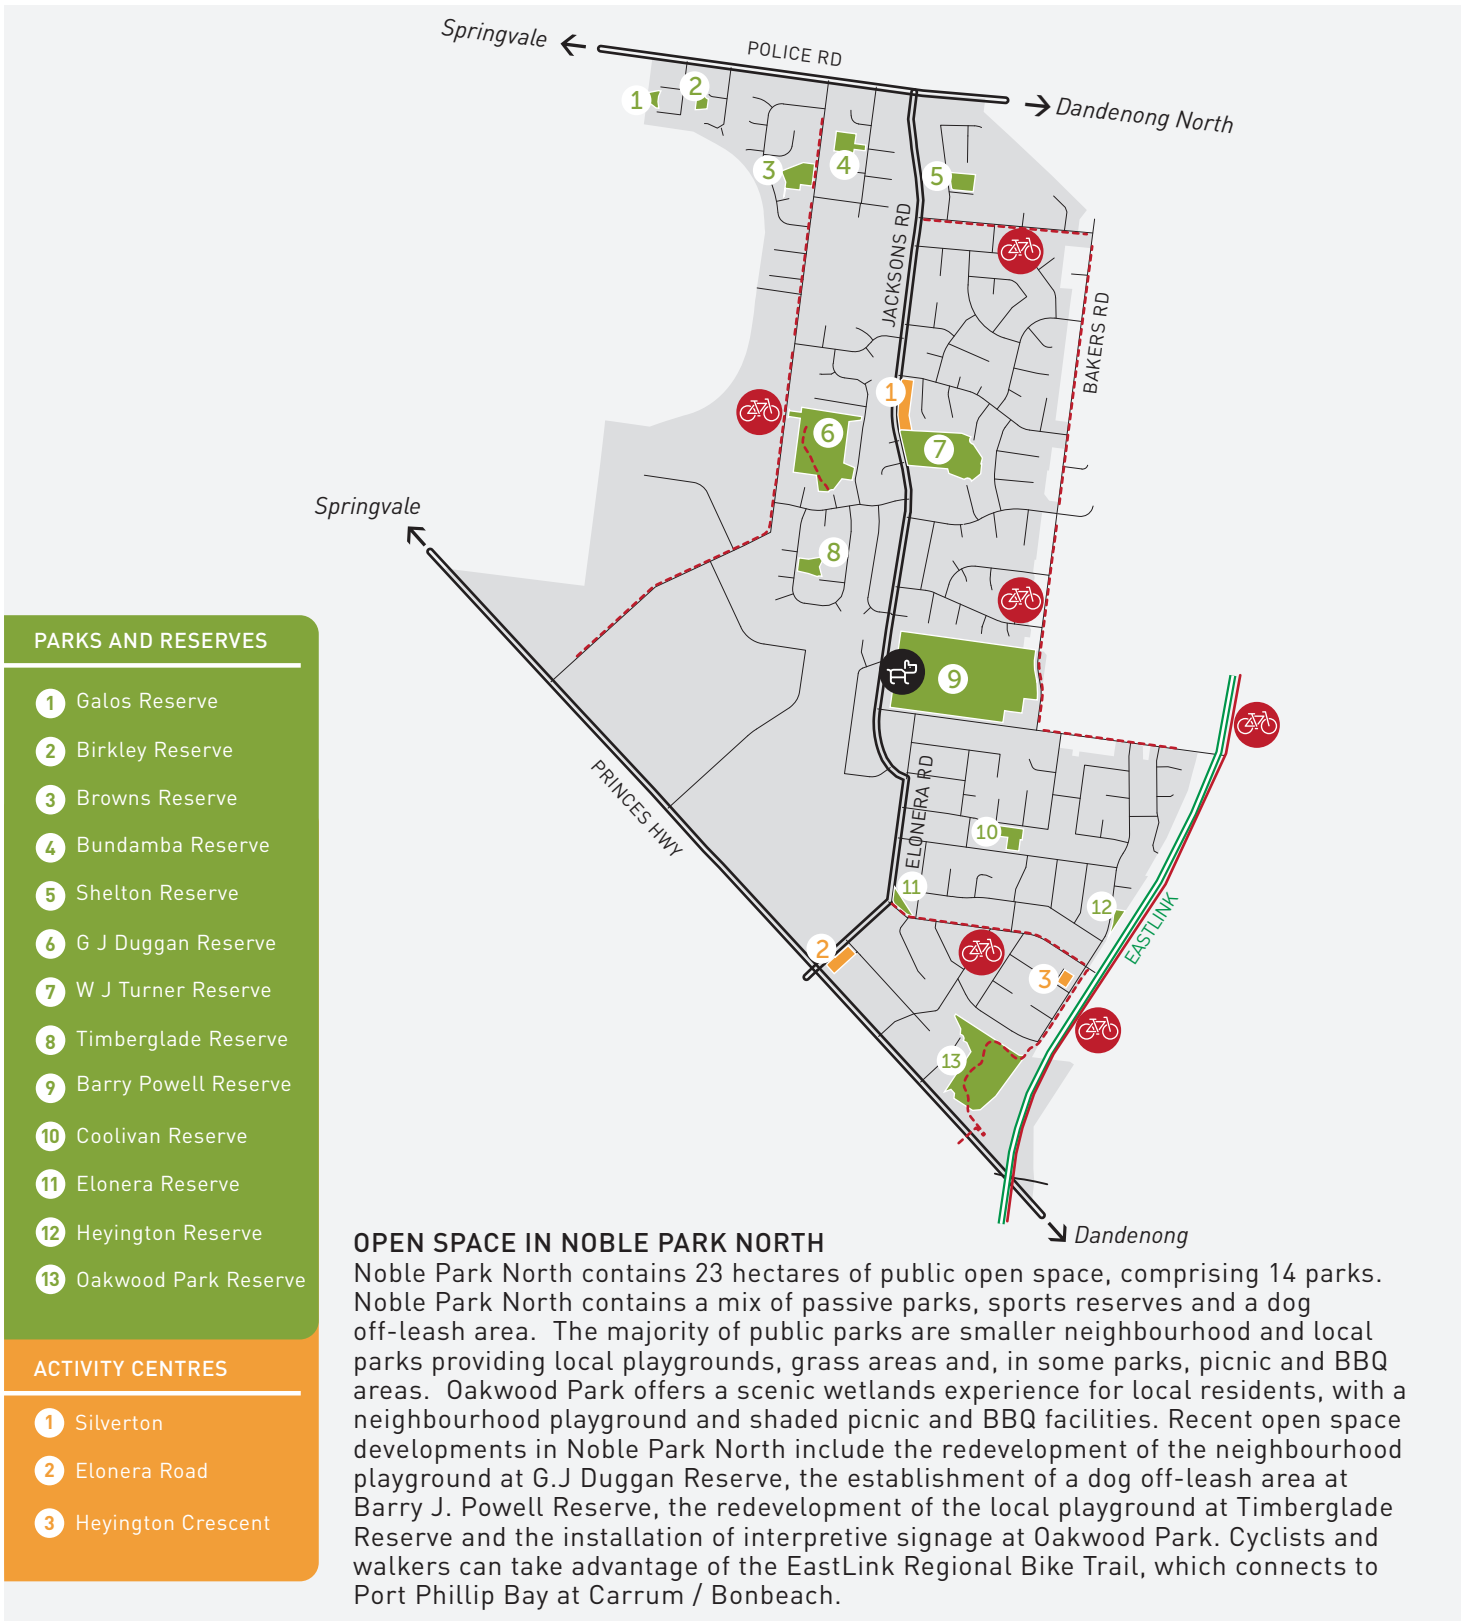 Springvale
POLICE RD
Dandenong North
1
2
3
4
5
JACKSONS RD
BAKERS RD
1
6
7
Springvale
8
9
PRINCES HWY
ELONERA RD
10
11
12
EASTLINK
2
3
13
Dandenong
PARKS AND RESERVES
1 Galos Reserve
2 Birkley Reserve
3 Browns Reserve
4 Bundamba Reserve
5 Shelton Reserve
6 G J Duggan Reserve
7 W J Turner Reserve
8 Timberglade Reserve
9 Barry Powell Reserve
10 Coolivan Reserve
11 Elonera Reserve
12 Heyington Reserve
13 Oakwood Park Reserve
ACTIVITY CENTRES
1 Silverton
2 Elonera Road
3 Heyington Crescent
OPEN SPACE IN NOBLE PARK NORTH
Noble Park North contains 23 hectares of public open space, comprising 14 parks.
Noble Park North contains a mix of passive parks, sports reserves and a dog
off-leash area. The majority of public parks are smaller neighbourhood and local
parks providing local playgrounds, grass areas and, in some parks, picnic and BBQ
areas. Oakwood Park offers a scenic wetlands experience for local residents, with a
neighbourhood playground and shaded picnic and BBQ facilities. Recent open space
developments in Noble Park North include the redevelopment of the neighbourhood
playground at G.J Duggan Reserve, the establishment of a dog off-leash area at
Barry J. Powell Reserve, the redevelopment of the local playground at Timberglade
Reserve and the installation of interpretive signage at Oakwood Park. Cyclists and
walkers can take advantage of the EastLink Regional Bike Trail, which connects to
Port Phillip Bay at Carrum / Bonbeach.